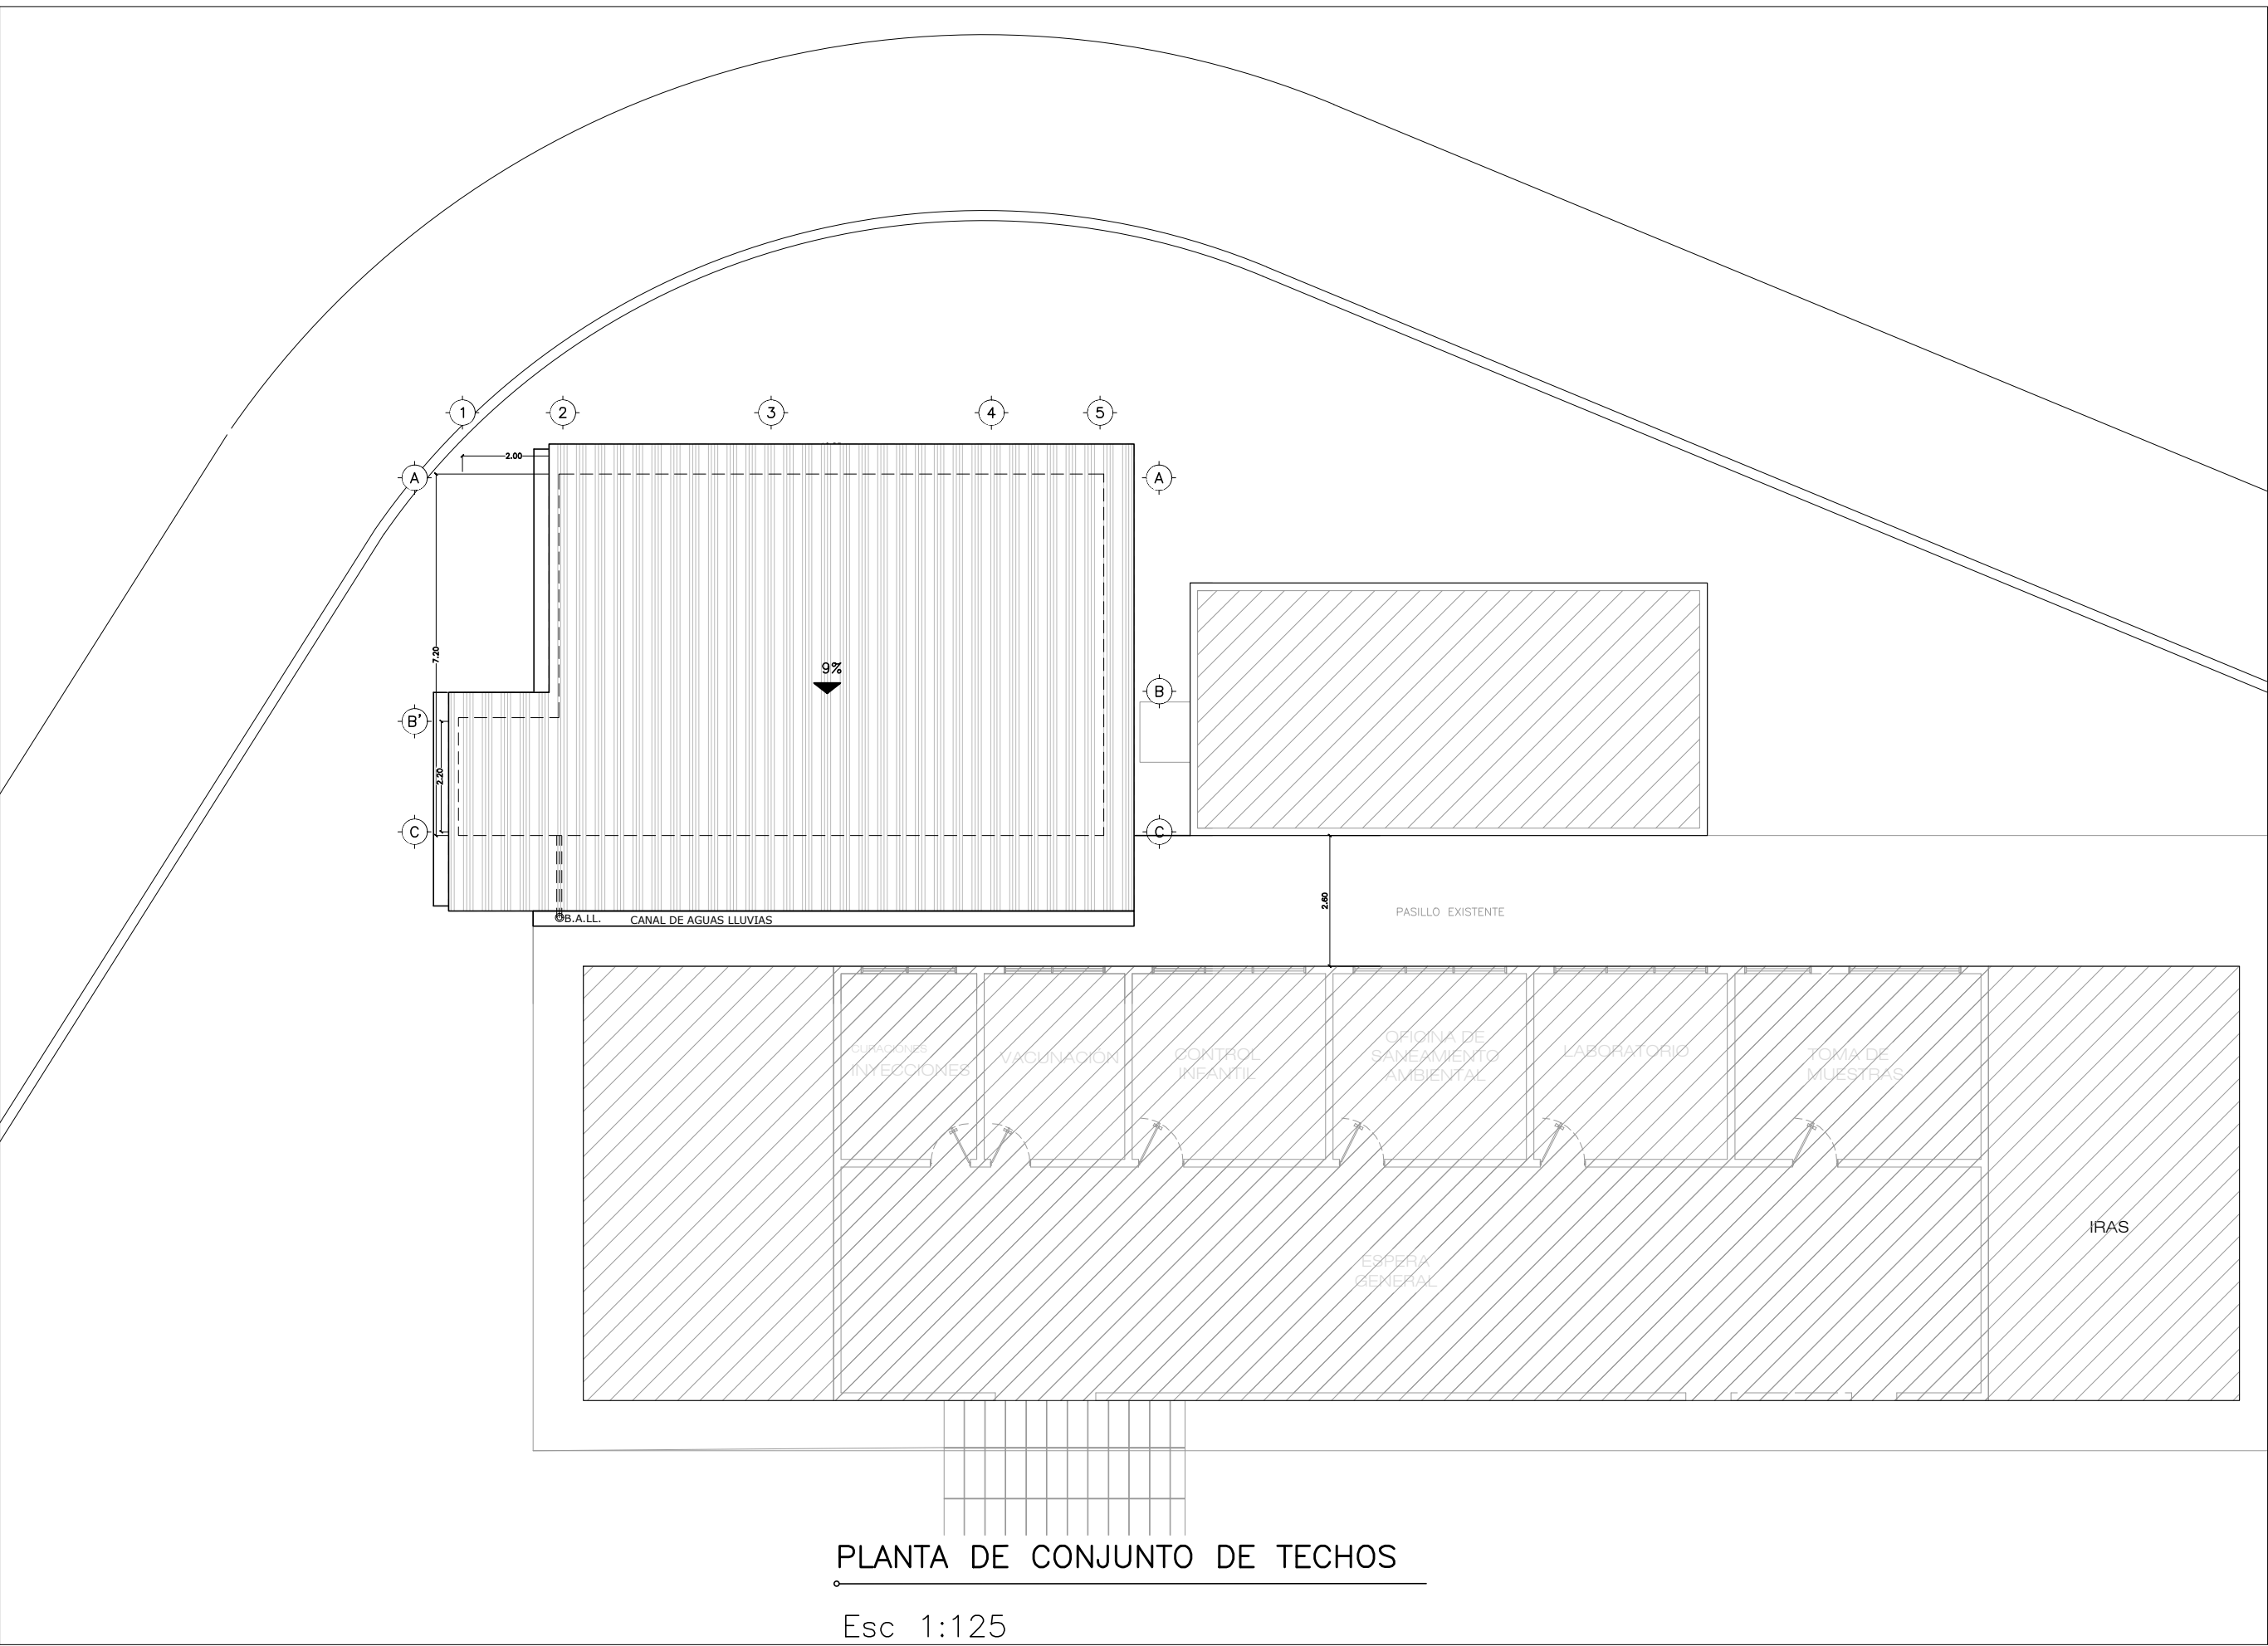 1 2 3 4 5
2.00
A A
7.20
9%
B
B'
2.20
C C
2.60
B.A.LL. CANAL DE AGUAS LLUVIAS
PASILLO EXISTENTE
CURACIONES
INYECCIONES
VACUNACION
CONTROL
INFANTIL
OFICINA DE
SANEAMIENTO
AMBIENTAL
LABORATORIO
TOMA DE
MUESTRAS
IRAS
ESPERA
GENERAL
PLANTA DE CONJUNTO DE TECHOS
Esc 1:125